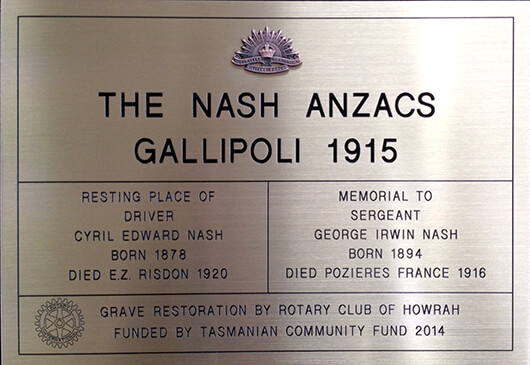 THE NASH ANZACS
GALLIPOLI 1915
RESTING PLACE OF
DRIVER
CYRIL EDWARD NASH
BORN 1878
DIED E.Z. RISDON 1920
MEMORIAL TO
SERGEANT
GEORGE IRWIN NASH
BORN 1894
DIED POZIERES FRANCE 1916
GRAVE RESTORATION BY ROTARY CLUB OF HOWRAH
FUNDED BY TASMANIAN COMMUNITY FUND 2014